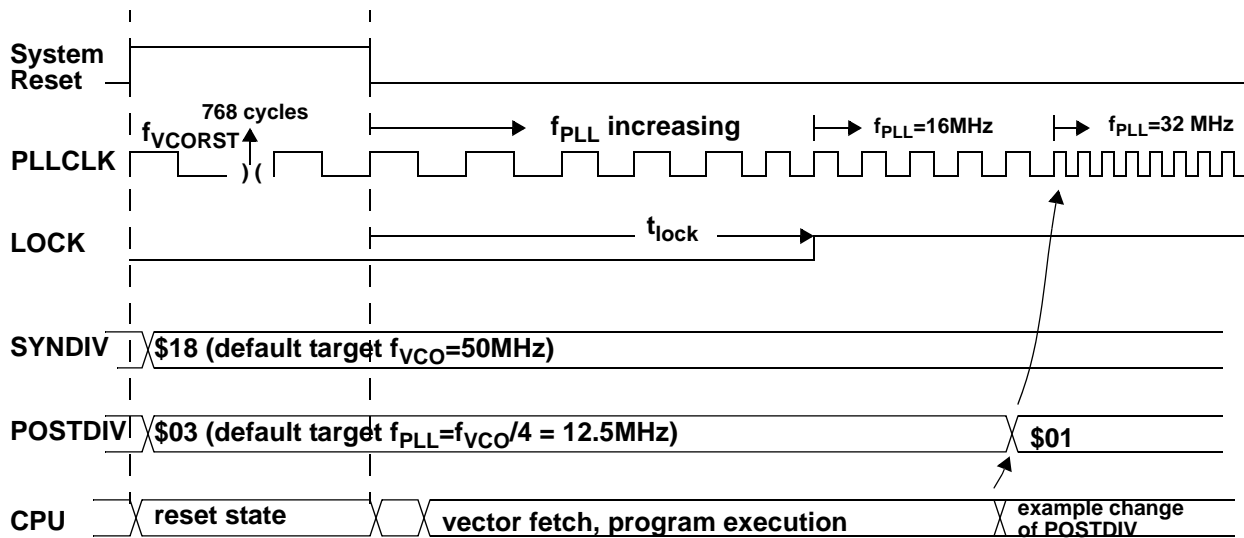 System
Reset
768 cycles
fVCORST
fPLL increasing
fPLL=16MHz
fPLL=32 MHz
PLLCLK
) (
tlock
LOCK
SYNDIV
$18 (default target fVCO=50MHz)
POSTDIV
$03 (default target fPLL=fVCO/4 = 12.5MHz)
$01
CPU
reset state
vector fetch, program execution
example change
of POSTDIV